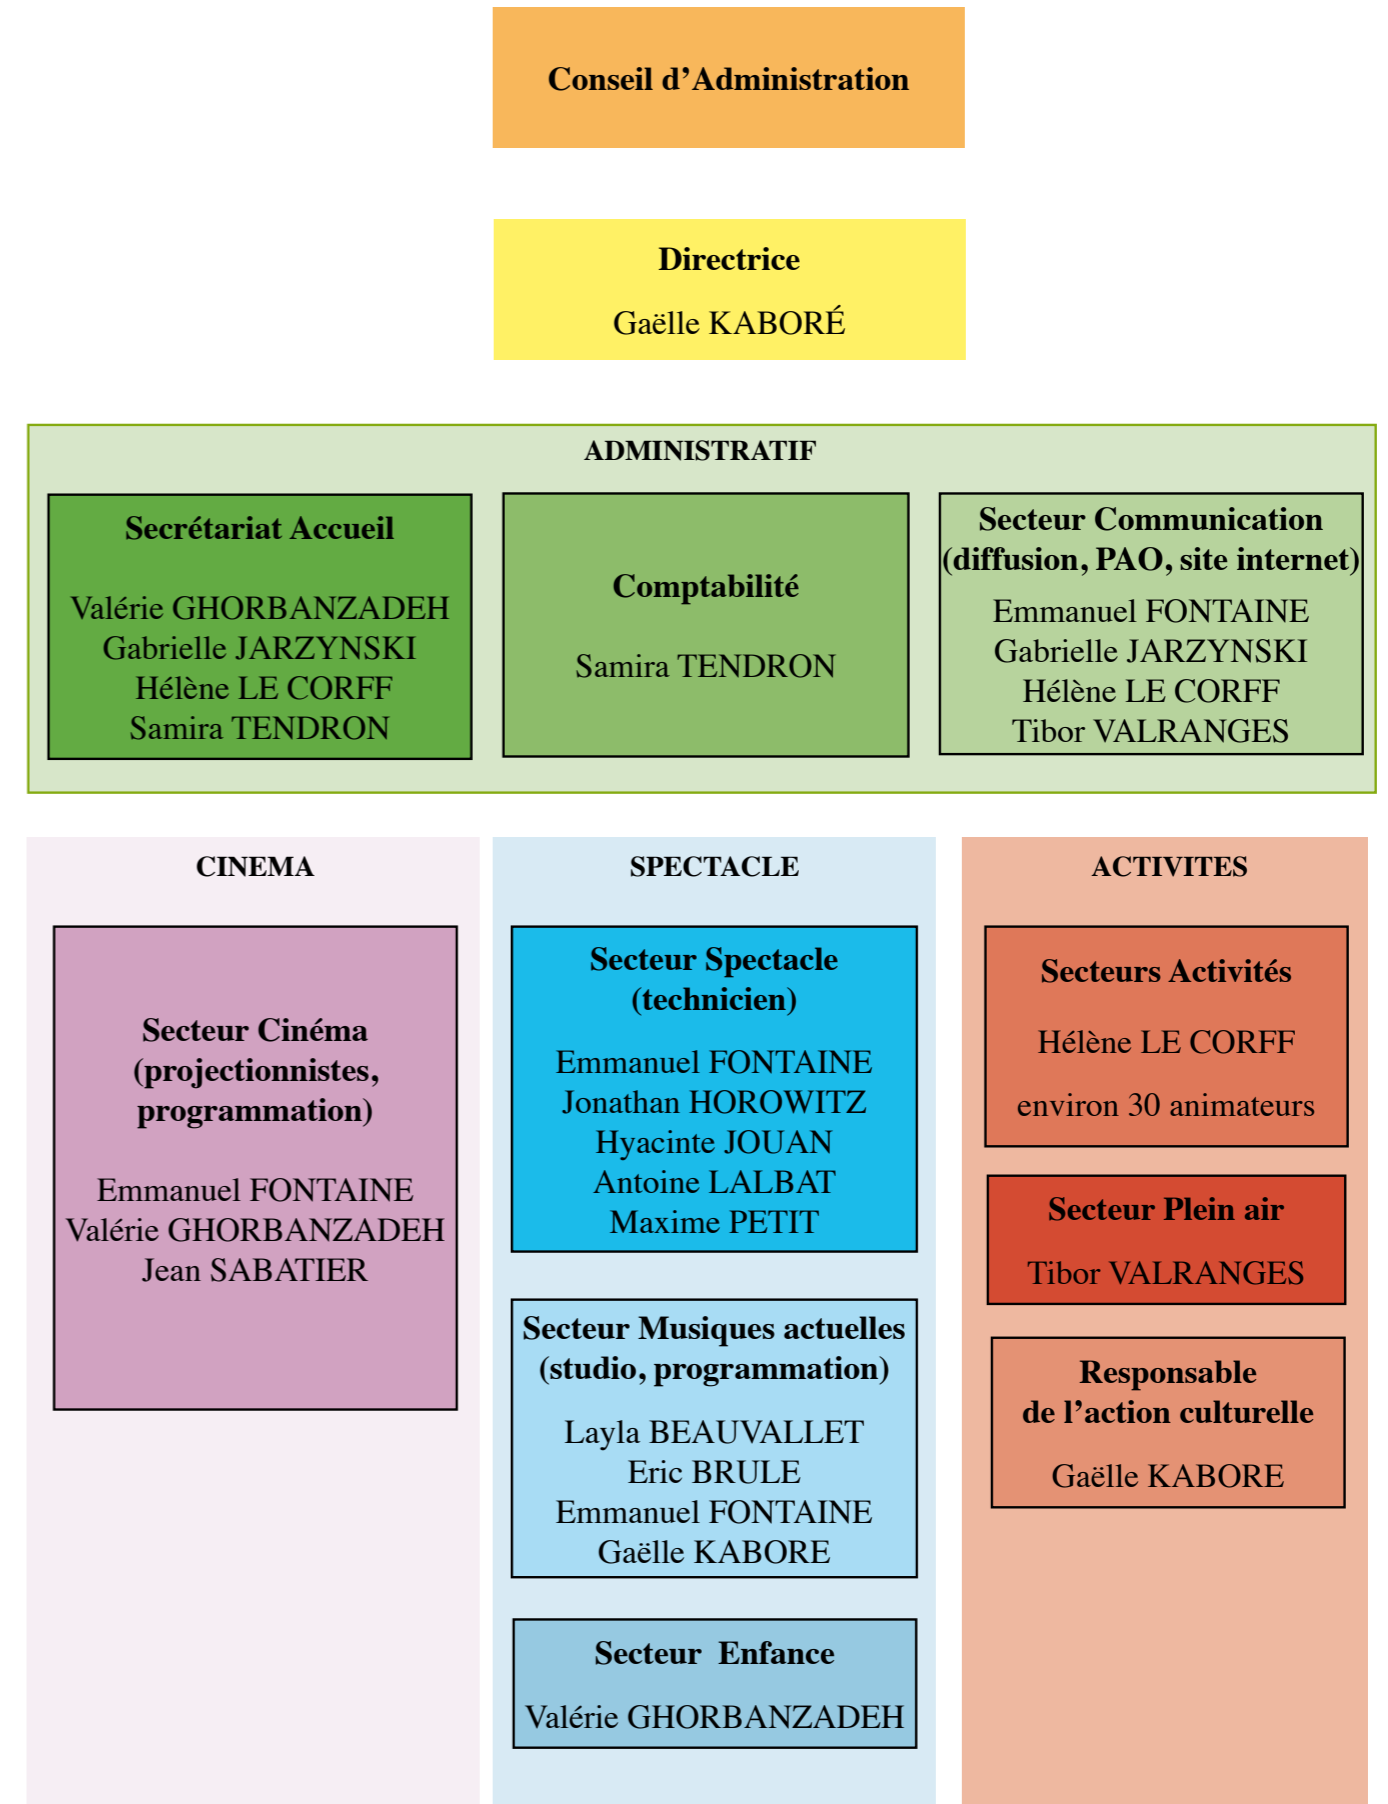 Conseil d’Administration
Directrice
Gaëlle KABORÉ
ADMINISTRATIF
Secrétariat Accueil
Valérie GHORBANZADEH
Gabrielle JARZYNSKI
Hélène LE CORFF
Samira TENDRON
Comptabilité
Samira TENDRON
Secteur Communication
(diffusion, PAO, site internet)
Emmanuel FONTAINE
Gabrielle JARZYNSKI
Hélène LE CORFF
Tibor VALRANGES
CINEMA
Secteur Cinéma
(projectionnistes,
programmation)
Emmanuel FONTAINE
Valérie GHORBANZADEH
Jean SABATIER
SPECTACLE
Secteur Spectacle
(technicien)
Emmanuel FONTAINE
Jonathan HOROWITZ
Hyacinte JOUAN
Antoine LALBAT
Maxime PETIT
Secteur Musiques actuelles
(studio, programmation)
Layla BEAUVALLET
Eric BRULE
Emmanuel FONTAINE
Gaëlle KABORE
Secteur  Enfance
Valérie GHORBANZADEH
ACTIVITES
Secteurs Activités
Hélène LE CORFF
environ 30 animateurs
Secteur Plein air
Tibor VALRANGES
Responsable
de l’action culturelle
Gaëlle KABORE